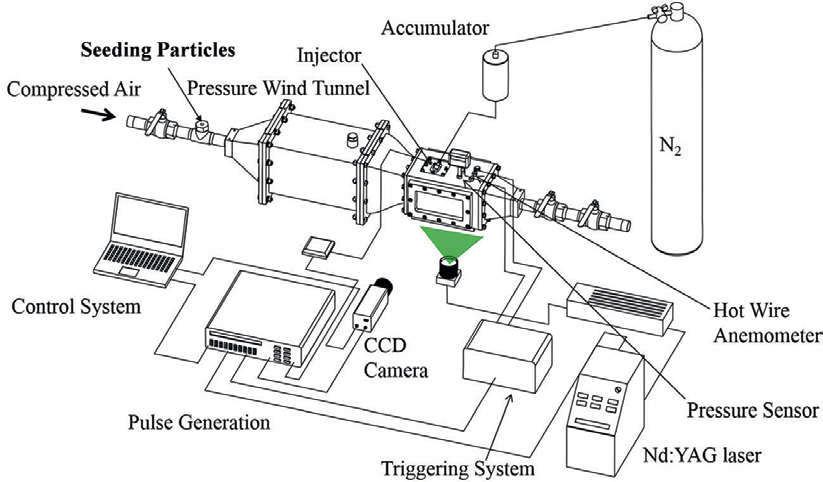 Accumulator
Injector
Seeding Particles
Pressure Wind Tunnel
Compressed Air
N2
Control System
CCD
Camera
Hot Wire
Anemometer
Pulse Generation
Pressure Sensor
Triggering System
Nd:YAG laser